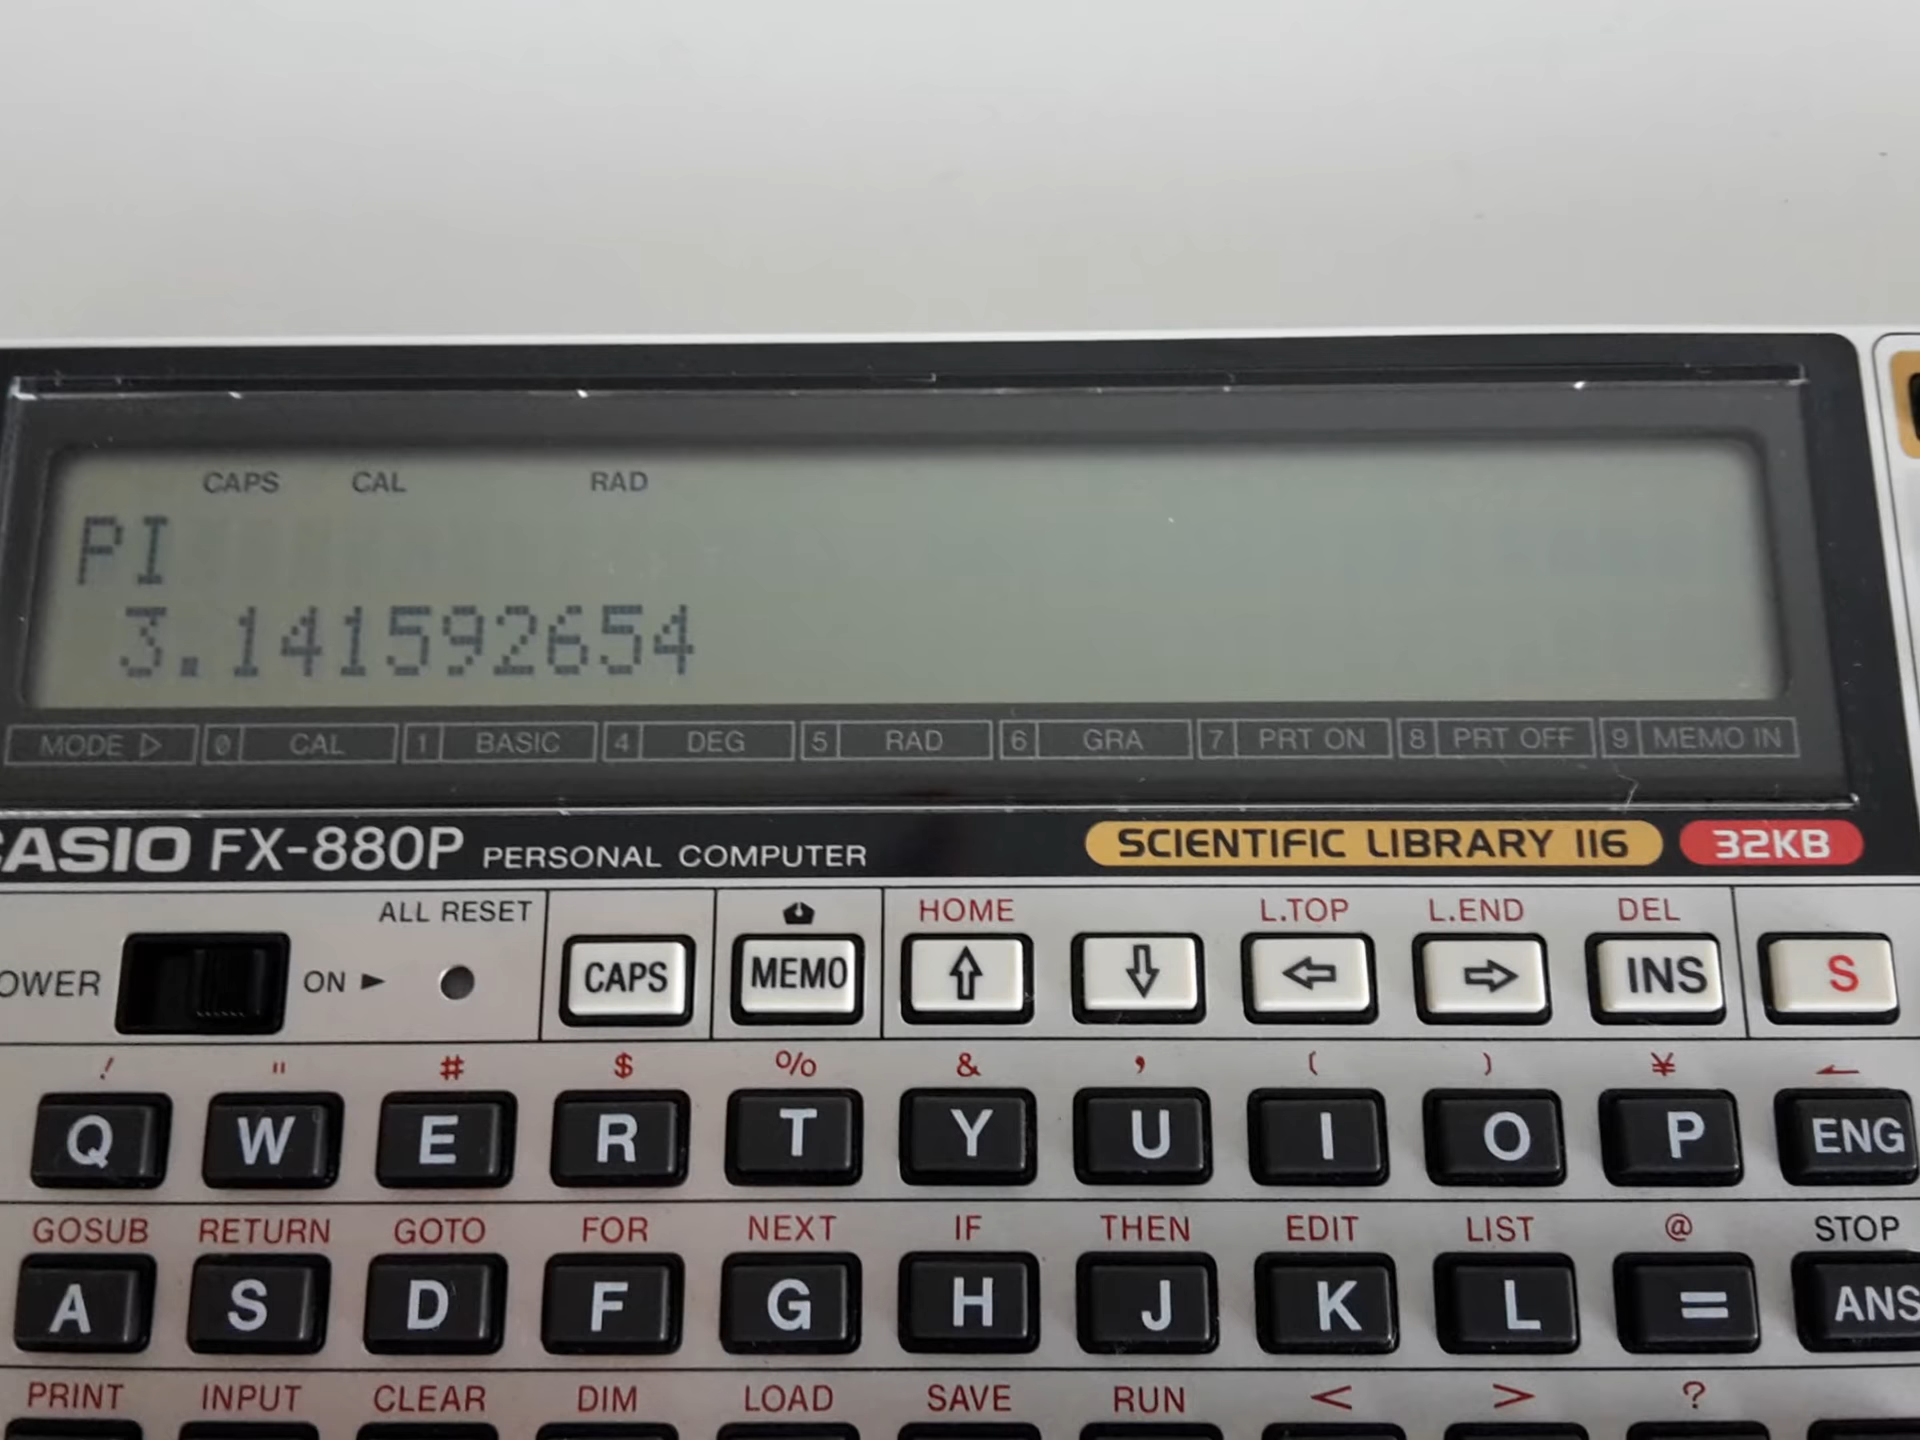 CAPS CAL RAD
PI
3.141592654
MODE ▷ 0 CAL 1 BASIC 4 DEG 5 RAD 6 GRA 7 PRT ON 8 PRT OFF 9 MEMO IN
CASIO FX-880P PERSONAL COMPUTER SCIENTIFIC LIBRARY 116 32KB
ALL RESET HOME L.TOP L.END DEL
OWER ON ► CAPS MEMO ⇧ ⇩ ⇦ ⇨ INS S
! " # $ % & ' ( ) ¥ ←
Q W E R T Y U I O P ENG
GOSUB RETURN GOTO FOR NEXT IF THEN EDIT LIST @ STOP
A S D F G H J K L = ANS
PRINT INPUT CLEAR DIM LOAD SAVE RUN < > ?